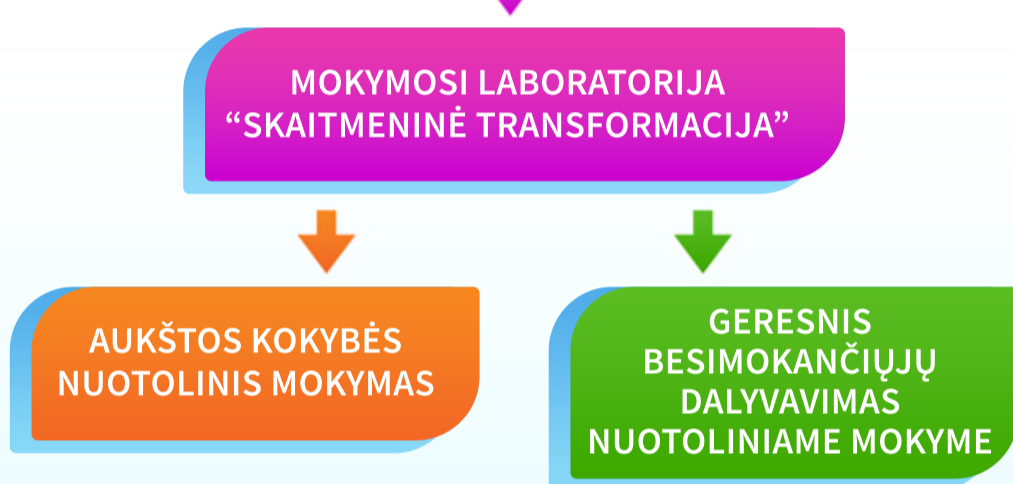 MOKYMOSI LABORATORIJA
“SKAITMENINĖ TRANSFORMACIJA”
AUKŠTOS KOKYBĖS
NUOTOLINIS MOKYMAS
GERESNIS
BESIMOKANČIŲJŲ
DALYVAVIMAS
NUOTOLINIAME MOKYME